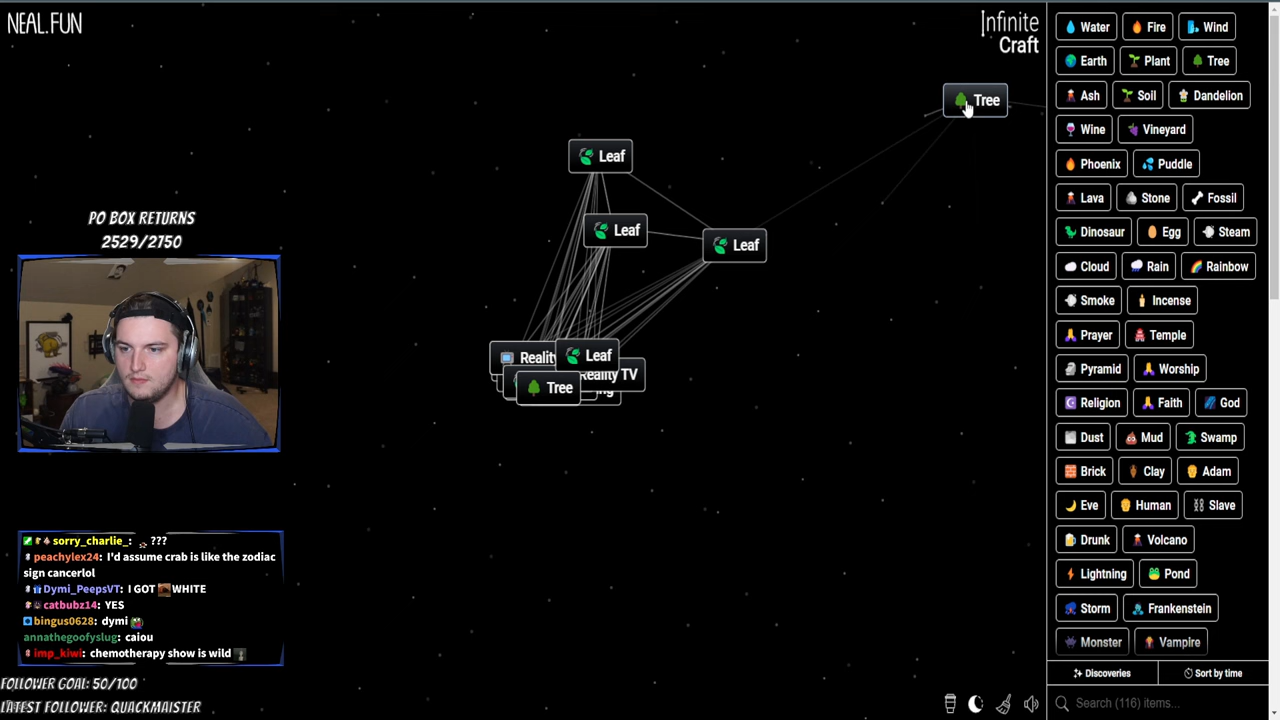 NEAL.FUN
Infinite
Craft
Tree
Leaf
Leaf
Leaf
Reality
Leaf
Reality TV
Tree
ng
PO BOX RETURNS
2529/2750
sorry_charlie_: ???
peachylex24: I'd assume crab is like the zodiac
sign cancerlol
Dymi_PeepsVT: I GOT WHITE
catbubz14: YES
bingus0628: dymi
annathegoofyslug: caiou
imp_kiwi: chemotherapy show is wild
FOLLOWER GOAL: 50/100
LATEST FOLLOWER: QUACKMAISTER
Water Fire Wind
Earth Plant Tree
Ash Soil Dandelion
Wine Vineyard
Phoenix Puddle
Lava Stone Fossil
Dinosaur Egg Steam
Cloud Rain Rainbow
Smoke Incense
Prayer Temple
Pyramid Worship
Religion Faith God
Dust Mud Swamp
Brick Clay Adam
Eve Human Slave
Drunk Volcano
Lightning Pond
Storm Frankenstein
Monster Vampire
Discoveries Sort by time
Search (116) items...